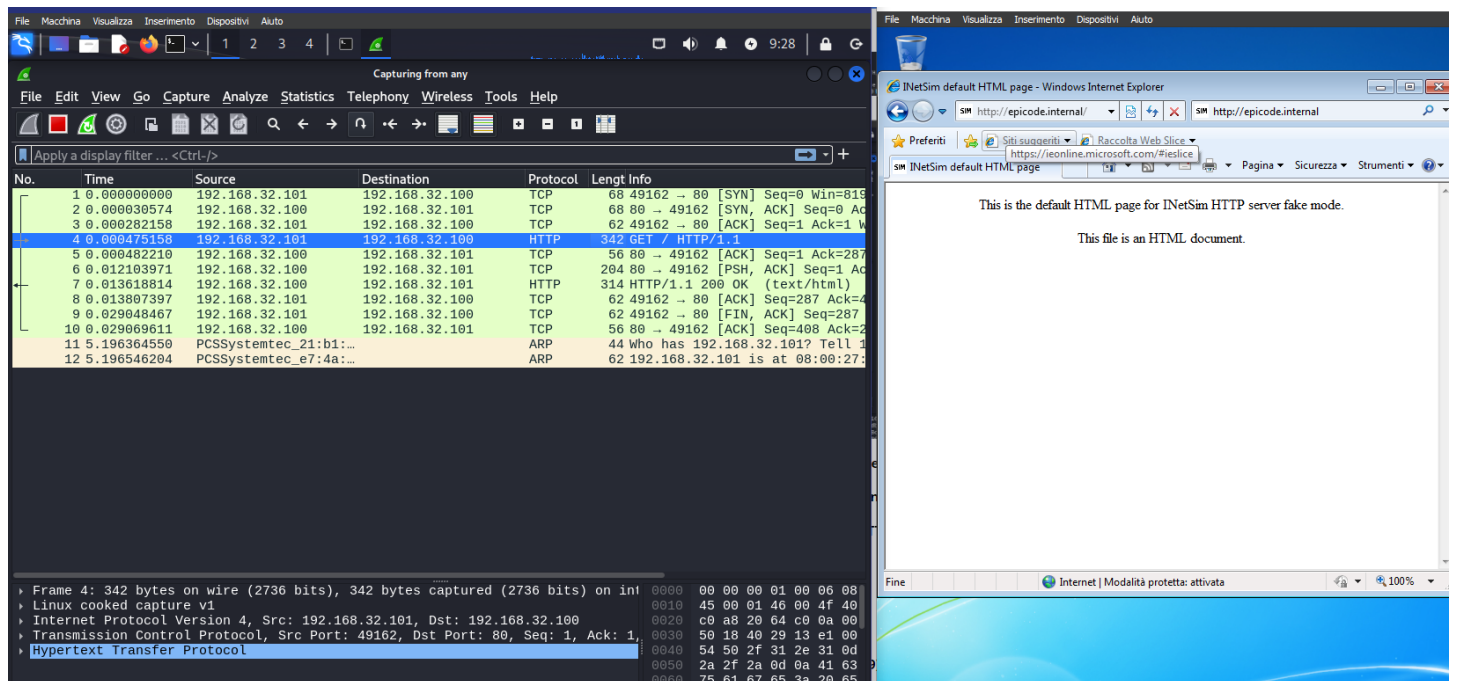 File Macchina Visualizza Inserimento Dispositivi Aiuto
1 2 3 4 9:28
Capturing from any
File Edit View Go Capture Analyze Statistics Telephony Wireless Tools Help
Apply a display filter … <Ctrl-/>
No. Time Source Destination Protocol Lengt Info
1 0.000000000 192.168.32.101 192.168.32.100 TCP 68 49162 → 80 [SYN] Seq=0 Win=819
2 0.000030574 192.168.32.100 192.168.32.101 TCP 68 80 → 49162 [SYN, ACK] Seq=0 Ac
3 0.000282158 192.168.32.101 192.168.32.100 TCP 62 49162 → 80 [ACK] Seq=1 Ack=1 W
4 0.000475158 192.168.32.101 192.168.32.100 HTTP 342 GET / HTTP/1.1
5 0.000482210 192.168.32.100 192.168.32.101 TCP 56 80 → 49162 [ACK] Seq=1 Ack=287
6 0.012103971 192.168.32.100 192.168.32.101 TCP 204 80 → 49162 [PSH, ACK] Seq=1 Ac
7 0.013618814 192.168.32.100 192.168.32.101 HTTP 314 HTTP/1.1 200 OK (text/html)
8 0.013807397 192.168.32.101 192.168.32.100 TCP 62 49162 → 80 [ACK] Seq=287 Ack=4
9 0.029048467 192.168.32.101 192.168.32.100 TCP 62 49162 → 80 [FIN, ACK] Seq=287
10 0.029069611 192.168.32.100 192.168.32.101 TCP 56 80 → 49162 [ACK] Seq=408 Ack=2
11 5.196364550 PCSSystemtec_21:b1:… ARP 44 Who has 192.168.32.101? Tell 1
12 5.196546204 PCSSystemtec_e7:4a:… ARP 62 192.168.32.101 is at 08:00:27:
Frame 4: 342 bytes on wire (2736 bits), 342 bytes captured (2736 bits) on int
Linux cooked capture v1
Internet Protocol Version 4, Src: 192.168.32.101, Dst: 192.168.32.100
Transmission Control Protocol, Src Port: 49162, Dst Port: 80, Seq: 1, Ack: 1,
Hypertext Transfer Protocol
0000 00 00 00 01 00 06 08
0010 45 00 01 46 00 4f 40
0020 c0 a8 20 64 c0 0a 00
0030 50 18 40 29 13 e1 00
0040 54 50 2f 31 2e 31 0d
0050 2a 2f 2a 0d 0a 41 63
0060 75 61 67 65 3a 20 65
File Macchina Visualizza Inserimento Dispositivi Aiuto
INetSim default HTML page - Windows Internet Explorer
SIM http://epicode.internal/ SIM http://epicode.internal
Preferiti Siti suggeriti Raccolta Web Slice
https://ieonline.microsoft.com/#ieslice
SIM INetSim default HTML page Pagina Sicurezza Strumenti
This is the default HTML page for INetSim HTTP server fake mode.
This file is an HTML document.
Fine Internet | Modalità protetta: attivata 100%